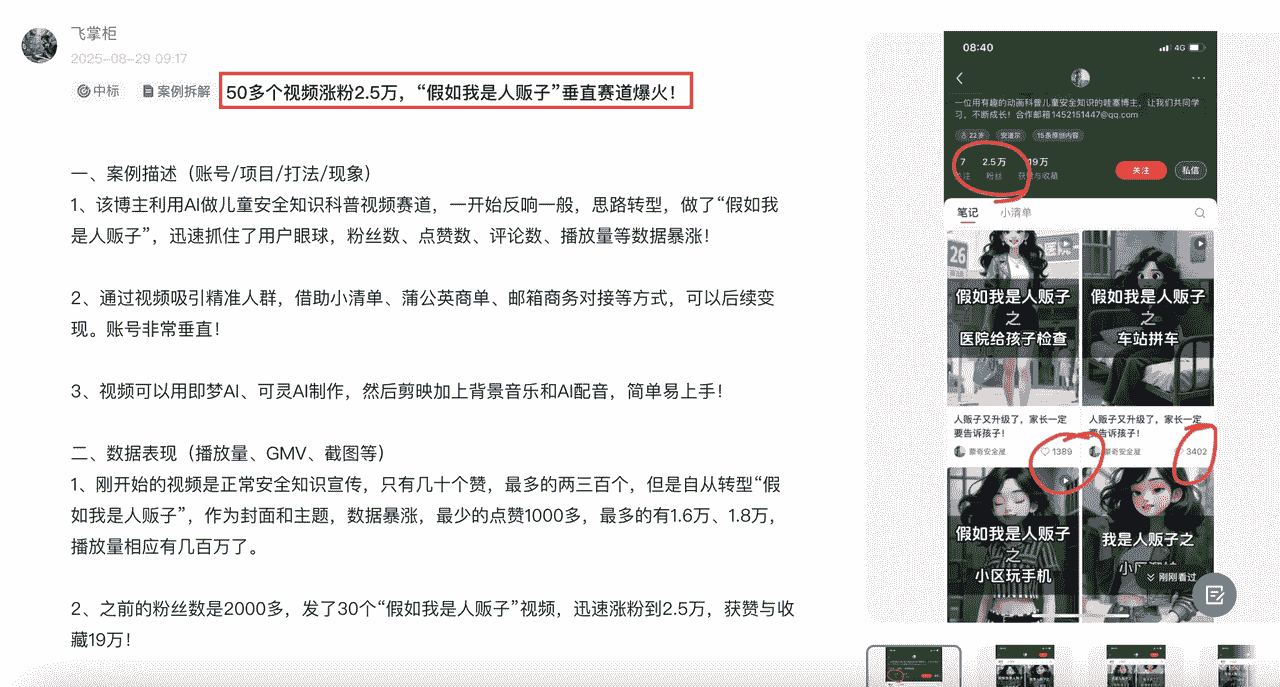 飞掌柜
2025-08-29 09:17
中标 案例拆解 50多个视频涨粉2.5万，“假如我是人贩子”垂直赛道爆火！
一、案例描述（账号/项目/打法/现象）
1、该博主利用AI做儿童安全知识科普视频赛道，一开始反响一般，思路转型，做了“假如我
是人贩子”，迅速抓住了用户眼球，粉丝数、点赞数、评论数、播放量等数据暴涨！
2、通过视频吸引精准人群，借助小清单、蒲公英商单、邮箱商务对接等方式，可以后续变
现。账号非常垂直！
3、视频可以用即梦AI、可灵AI制作，然后剪映加上背景音乐和AI配音，简单易上手！
二、数据表现（播放量、GMV、截图等）
1、刚开始的视频是正常安全知识宣传，只有几十个赞，最多的两三百个，但是自从转型“假
如我是人贩子”，作为封面和主题，数据暴涨，最少的点赞1000多，最多的有1.6万、1.8万，
播放量相应有几百万了。
2、之前的粉丝数是2000多，发了30个“假如我是人贩子”视频，迅速涨粉到2.5万，获赞与收
藏19万！
08:40
4G
一位用有趣的动画科普儿童安全知识的哇塞博主，让我们共同学
习，不断成长！合作邮箱1452151447@qq.com
22岁 安道尔 15条原创内容
7 2.5万 19万
关注 粉丝 获赞与收藏
关注 私信
笔记 小清单
26
医院
假如我是人贩子
之
医院给孩子检查
假如我是人贩子
之
车站拼车
人贩子又升级了，家长一定
要告诉孩子！
1389
人贩子又升级了，家长一定
要告诉孩子！
3402
假如我是人贩子
之
小区玩手机
我是人贩子之
刚刚看过